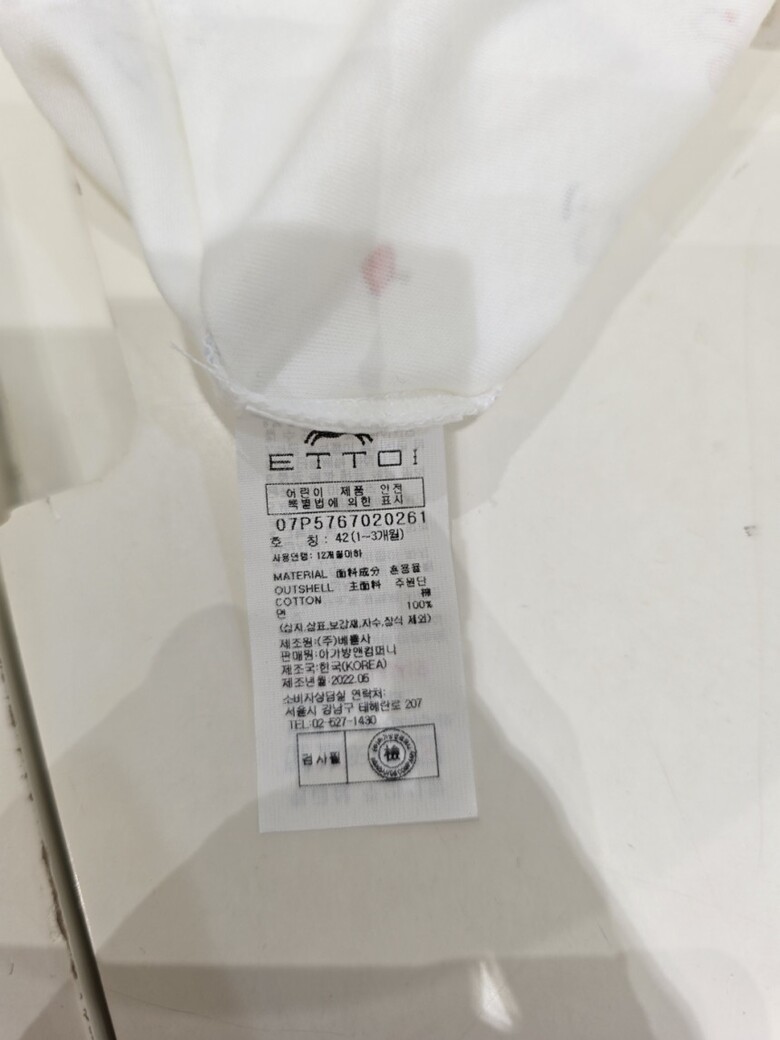 ETTOI
어린이 제품 안전
특별법에 의한 표시
07P5767020261
호 칭 : 42(1~3개월)
사용연령: 12개월이하
MATERIAL 面料成分 혼용율
OUTSHELL 主面料 주원단
COTTON 棉
면 100%
(심지,상표,보강재,자수,장식 제외)
제조원:(주)베를사
판매원:아가방앤컴퍼니
제조국:한국(KOREA)
제조년월:2022.05
소비자상담실 연락처:
서울시 강남구 테헤란로 207
TEL:02-527-1430
검사필
檢